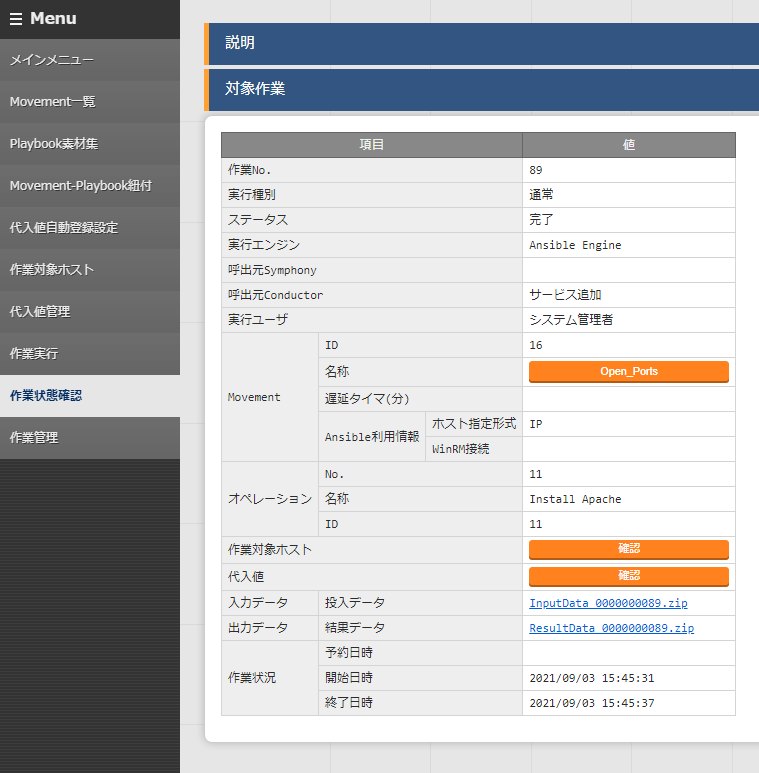 Menu
メインメニュー
Movement一覧
Playbook素材集
Movement-Playbook紐付
代入値自動登録設定
作業対象ホスト
代入値管理
作業実行
作業状態確認
作業管理
説明
対象作業
項目 値
作業No. 89
実行種別 通常
ステータス 完了
実行エンジン Ansible Engine
呼出元Symphony
呼出元Conductor サービス追加
実行ユーザ システム管理者
Movement
ID 16
名称 Open_Ports
遅延タイマ(分)
Ansible利用情報
ホスト指定形式 IP
WinRM接続
オペレーション
No. 11
名称 Install Apache
ID 11
作業対象ホスト 確認
代入値 確認
入力データ 投入データ InputData_0000000089.zip
出力データ 結果データ ResultData_0000000089.zip
作業状況
予約日時
開始日時 2021/09/03 15:45:31
終了日時 2021/09/03 15:45:37